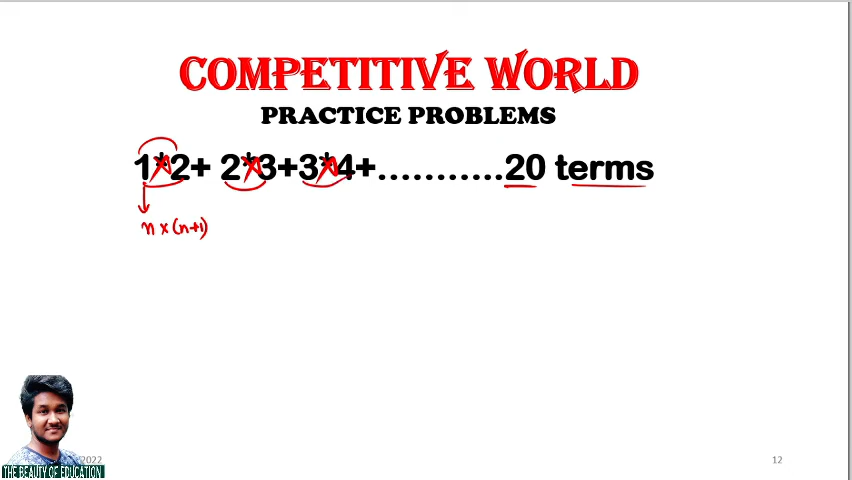 COMPETITIVE WORLD
PRACTICE PROBLEMS
1*2+ 2*3+3*4+...........20 terms
n × (n+1)
2022
12
THE BEAUTY OF EDUCATION